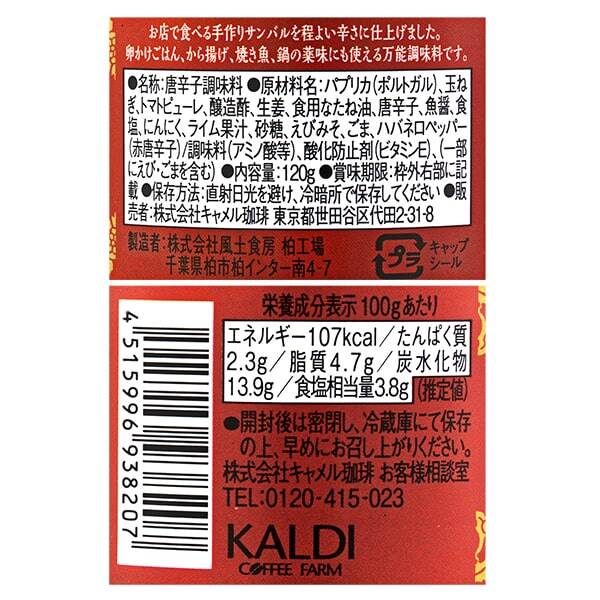 お店で食べる手作りサンバルを程よい辛さに仕上げました。
卵かけごはん、から揚げ、焼き魚、鍋の薬味にも使える万能調味料です。
●名称:唐辛子調味料 ●原材料名:パプリカ(ポルトガル)、玉ね
ぎ、トマトピューレ、醸造酢、生姜、食用なたね油、唐辛子、魚醤、食
塩、にんにく、ライム果汁、砂糖、えびみそ、ごま、ハバネロペッパー
(赤唐辛子)/調味料(アミノ酸等)、酸化防止剤(ビタミンE)、(一部
にえび・ごまを含む) ●内容量:120g ●賞味期限:枠外右部に記
載 ●保存方法:直射日光を避け、冷暗所で保存してください ●販
売者:株式会社キャメル珈琲 東京都世田谷区代田2-31-8
製造者:株式会社風土食房 柏工場
千葉県柏市柏インター南4-7
プラ
キャップ
シール
栄養成分表示 100gあたり
エネルギー107kcal/たんぱく質
2.3g/脂質4.7g/炭水化物
13.9g/食塩相当量3.8g (推定値)
●開封後は密閉し、冷蔵庫にて保存
の上、早めにお召し上がりください。
株式会社キャメル珈琲 お客様相談室
TEL:0120-415-023
KALDI
COFFEE FARM
4 515996 938207